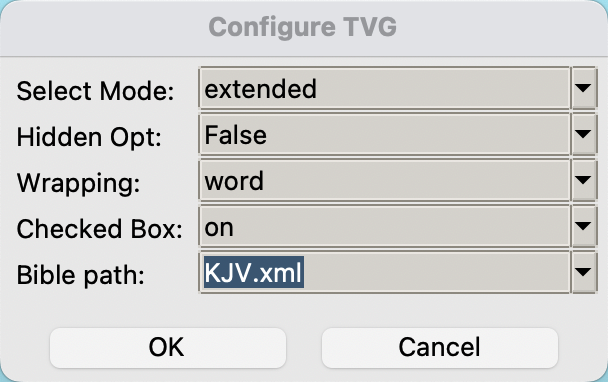 Configure TVG
Select Mode: extended
Hidden Opt: False
Wrapping: word
Checked Box: on
Bible path: KJV.xml
OK Cancel